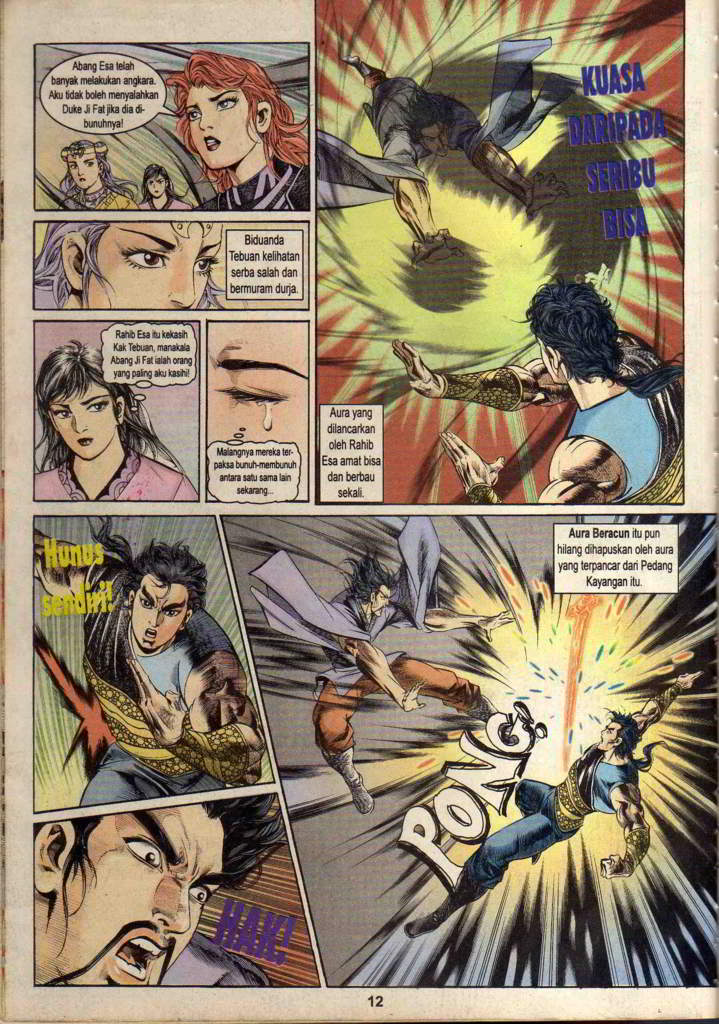 Abang Esa telah
banyak melakukan angkara.
Aku tidak boleh menyalahkan
Duke Ji Fat jika dia di-
bunuhnya!
Biduanda
Tebuan kelihatan
serba salah dan
bermuram durja.
Rahib Esa itu kekasih
Kak Tebuan, manakala
Abang Ji Fat ialah orang
yang paling aku kasihi!
Malangnya mereka ter-
paksa bunuh-membunuh
antara satu sama lain
sekarang...
KUASA
DARIPADA
SERIBU
BISA
Aura yang
dilancarkan
oleh Rahib
Esa amat bisa
dan berbau
sekali.
Hunus
sendiri!
HAK!
Aura Beracun itu pun
hilang dihapuskan oleh aura
yang terpancar dari Pedang
Kayangan itu.
PONG!
12